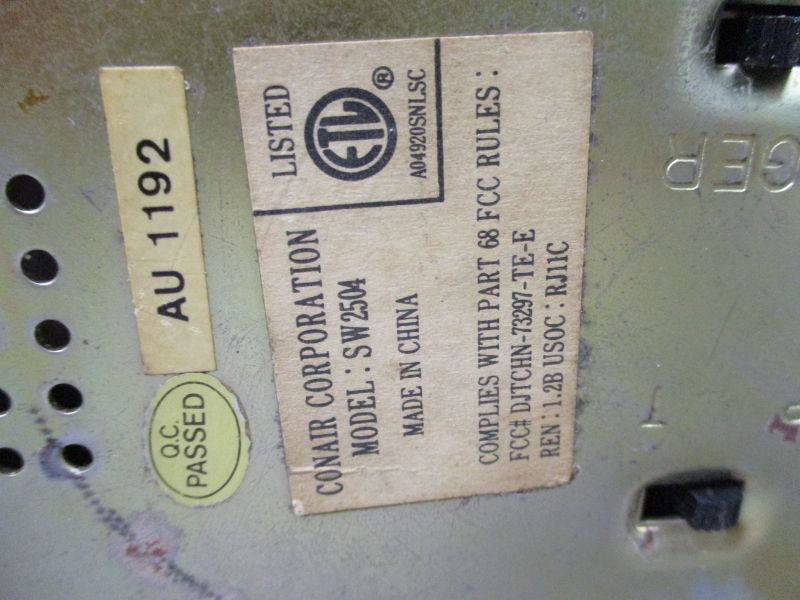 AU 1192
Q.C.
PASSED
LISTED
ETL ®
A04920SNLSC
CONAIR CORPORATION
MODEL: SW2504
MADE IN CHINA
COMPLIES WITH PART 68 FCC RULES:
FCC# DJTCHN-73297-TE-E
REN: 1.2B USOC: RJ11C
GER
T